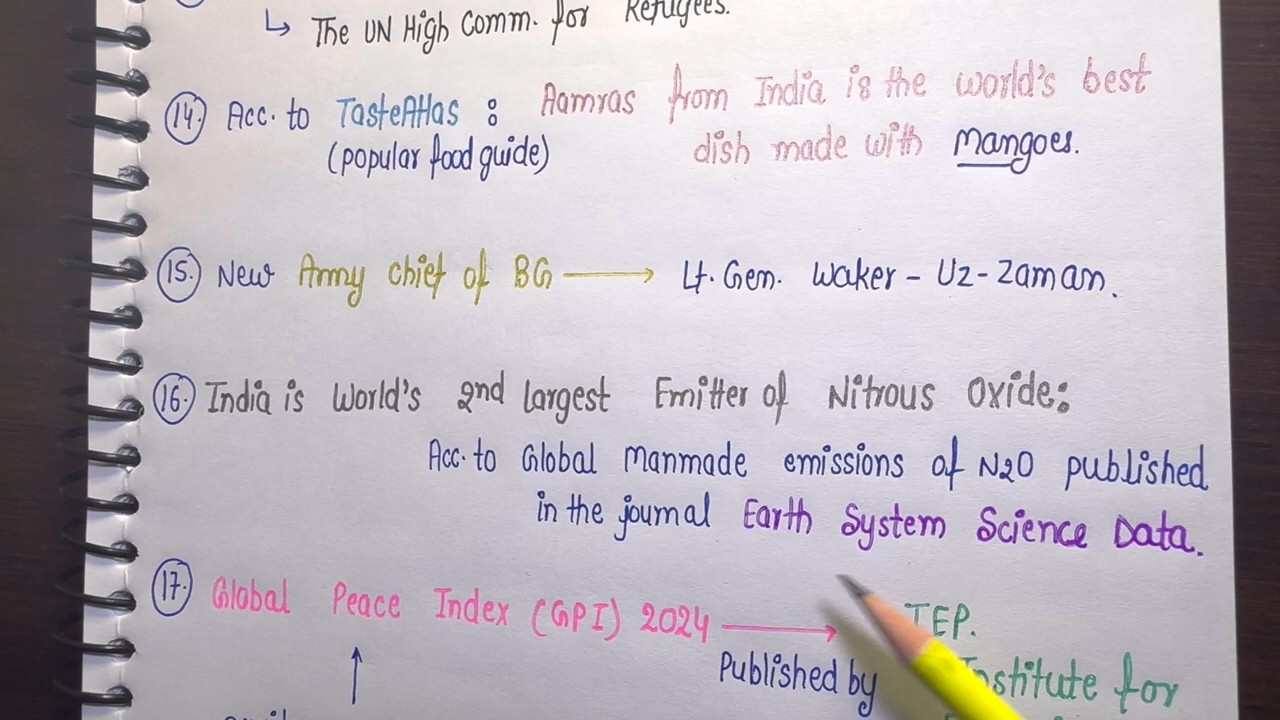 ↳ The UN High Comm. for Refugees.
14. Acc. to TasteAtlas : Aamras from India is the world's best
(popular food guide) dish made with Mangoes.
15. New Army chief of BG → Lt. Gen. Waker - Uz - Zaman.
16. India is World's 2nd largest Emitter of Nitrous Oxide:
Acc. to Global Manmade emissions of N2O published
in the journal Earth System Science Data.
17. Global Peace Index (GPI) 2024 → IEP.
↑ Published by Institute for